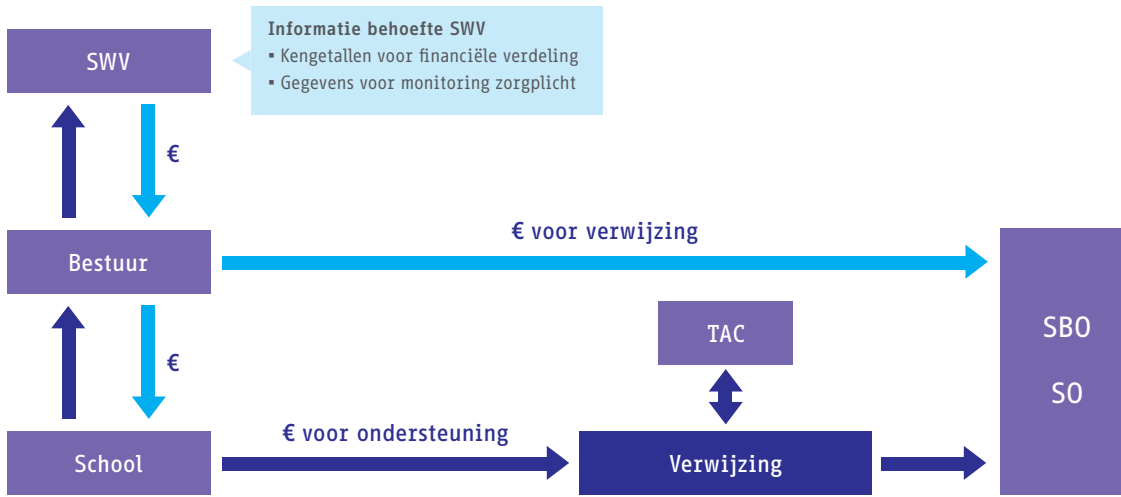 SWV
Informatie behoefte SWV
▪ Kengetallen voor financiële verdeling
▪ Gegevens voor monitoring zorgplicht
€
Bestuur
€ voor verwijzing
€
TAC
SBO
SO
School
€ voor ondersteuning
Verwijzing